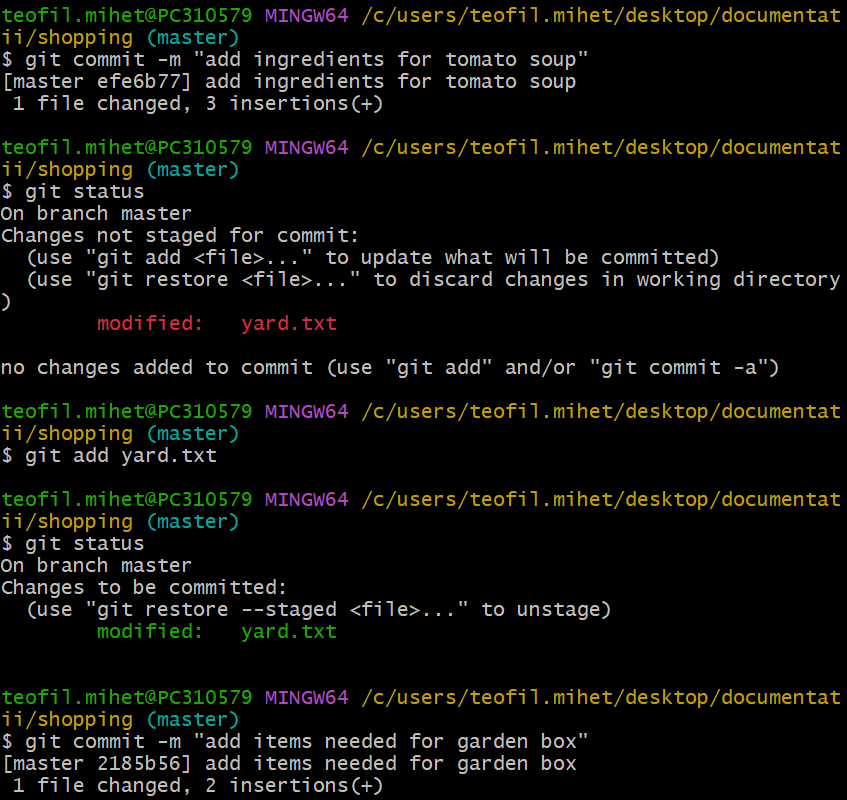 teofil.mihet@PC310579 MINGW64 /c/users/teofil.mihet/desktop/documentat
ii/shopping (master)
$ git commit -m "add ingredients for tomato soup"
[master efe6b77] add ingredients for tomato soup
 1 file changed, 3 insertions(+)

teofil.mihet@PC310579 MINGW64 /c/users/teofil.mihet/desktop/documentat
ii/shopping (master)
$ git status
On branch master
Changes not staged for commit:
  (use "git add <file>..." to update what will be committed)
  (use "git restore <file>..." to discard changes in working directory
)
        modified:   yard.txt

no changes added to commit (use "git add" and/or "git commit -a")

teofil.mihet@PC310579 MINGW64 /c/users/teofil.mihet/desktop/documentat
ii/shopping (master)
$ git add yard.txt

teofil.mihet@PC310579 MINGW64 /c/users/teofil.mihet/desktop/documentat
ii/shopping (master)
$ git status
On branch master
Changes to be committed:
  (use "git restore --staged <file>..." to unstage)
        modified:   yard.txt


teofil.mihet@PC310579 MINGW64 /c/users/teofil.mihet/desktop/documentat
ii/shopping (master)
$ git commit -m "add items needed for garden box"
[master 2185b56] add items needed for garden box
 1 file changed, 2 insertions(+)